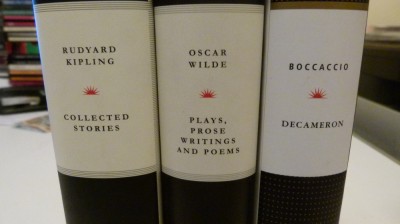 RUDYARD
KIPLING
COLLECTED
STORIES
OSCAR
WILDE
PLAYS,
PROSE
WRITINGS
AND POEMS
BOCCACCIO
DECAMERON